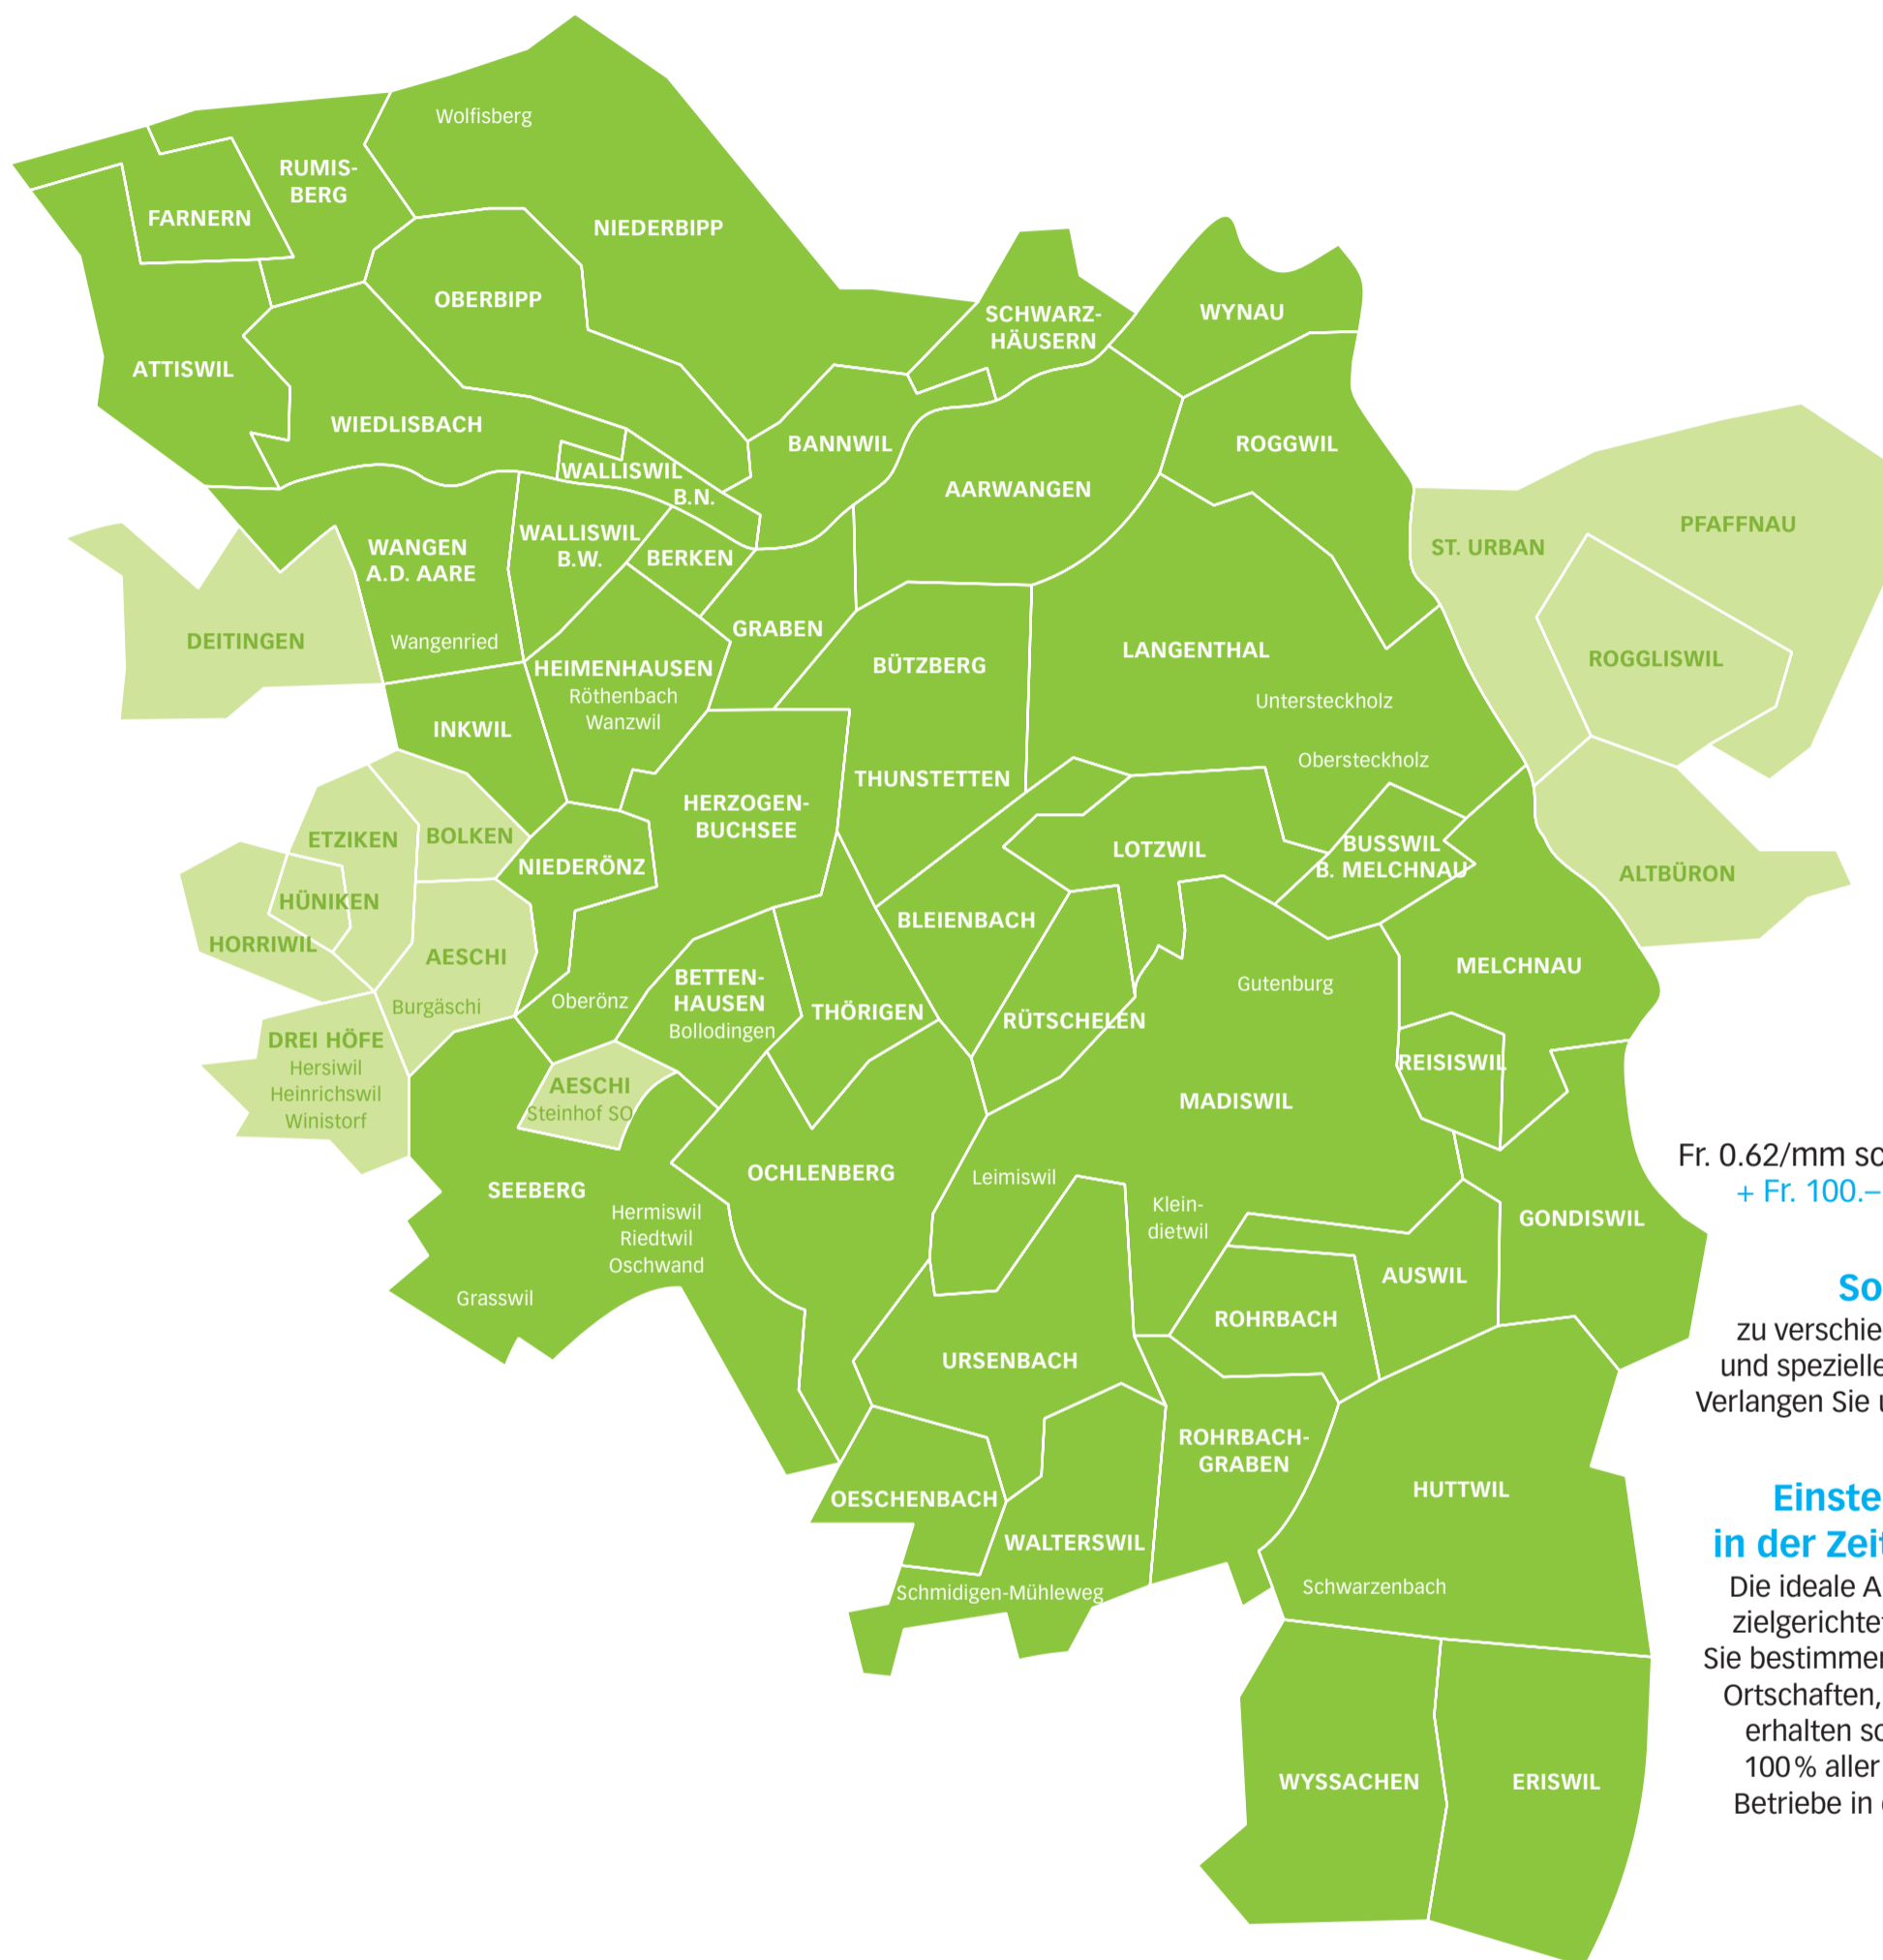 Wolfisberg
RUMIS-
BERG
FARNERN
NIEDERBIPP
OBERBIPP
SCHWARZ-
HÄUSERN
WYNAU
ATTISWIL
WIEDLISBACH
BANNWIL
ROGGWIL
WALLISWIL
B.N.
AARWANGEN
PFAFFNAU
WALLISWIL
B.W.
WANGEN
A.D. AARE
BERKEN
ST. URBAN
DEITINGEN
Wangenried
GRABEN
LANGENTHAL
ROGGLISWIL
HEIMENHAUSEN
Röthenbach
Wanzwil
BÜTZBERG
Untersteckholz
INKWIL
Obersteckholz
THUNSTETTEN
HERZOGEN-
BUCHSEE
ETZIKEN
BOLKEN
LOTZWIL
BUSSWIL
B. MELCHNAU
NIEDERÖNZ
ALTBÜRON
HÜNIKEN
BLEIENBACH
HORRIWIL
AESCHI
Burgäschi
MELCHNAU
BETTEN-
HAUSEN
Bollodingen
Gutenburg
Oberönz
THÖRIGEN
RÜTSCHELEN
DREI HÖFE
Hersiwil
Heinrichswil
Winistorf
REISISWIL
AESCHI
Steinhof SO
MADISWIL
OCHLENBERG
Leimiswil
SEEBERG
Hermiswil
Riedtwil
Oschwand
Klein-
dietwil
GONDISWIL
AUSWIL
Grasswil
ROHRBACH
URSENBACH
ROHRBACH-
GRABEN
HUTTWIL
OESCHENBACH
WALTERSWIL
Schmidigen-Mühleweg
Schwarzenbach
WYSSACHEN
ERISWIL
Fr. 0.62/mm sc
+ Fr. 100.–
So
zu verschie
und spezielle
Verlangen Sie u
Einste
in der Zeit
Die ideale A
zielgerichtet
Sie bestimmen
Ortschaften,
erhalten so
100% aller
Betriebe in